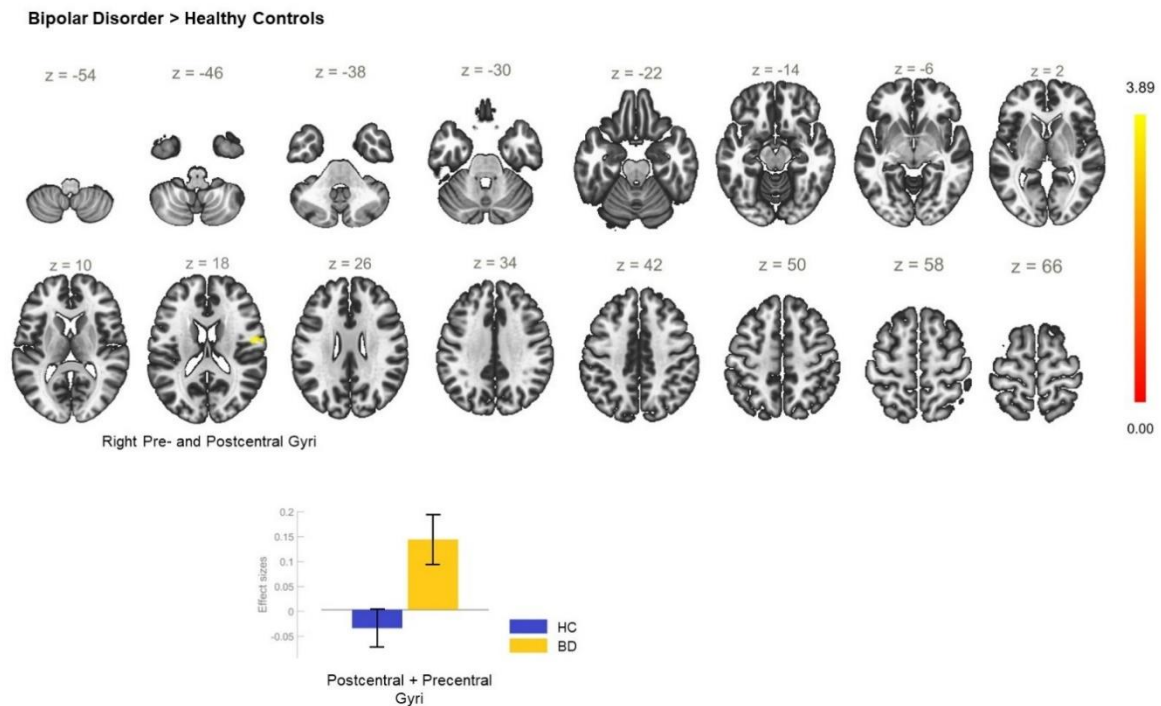 Bipolar Disorder > Healthy Controls
z = -54
z = -46
z = -38
z = -30
z = -22
z = -14
z = -6
z = 2
3.89
z = 10
z = 18
z = 26
z = 34
z = 42
z = 50
z = 58
z = 66
0.00
Right Pre- and Postcentral Gyri
0.2
0.15
0.1
0.05
0
-0.05
Effect sizes
HC
BD
Postcentral + Precentral
Gyri